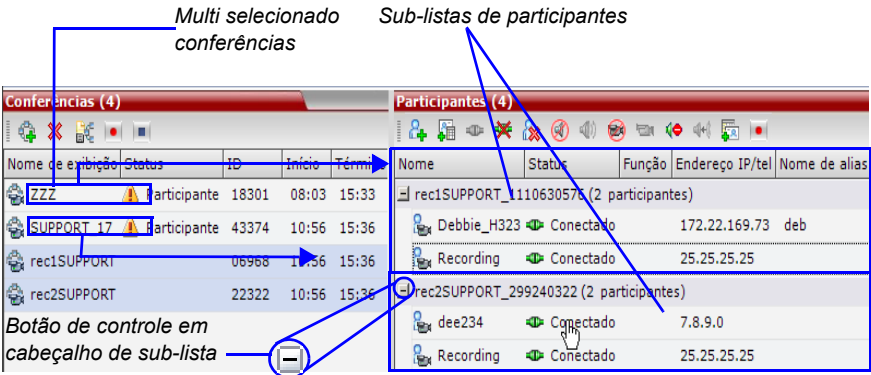 Multi selecionado
conferências
Sub-listas de participantes
Conferências (4)
Nome de exibição Status ID Início Término
ZZZ Participante 18301 08:03 15:33
SUPPORT_17 Participante 43374 10:56 15:36
rec1SUPPORT 06968 10:56 15:36
rec2SUPPORT 22322 10:56 15:36
Botão de controle em
cabeçalho de sub-lista
Participantes (4)
Nome Status Função Endereço IP/tel Nome de alias
rec1SUPPORT_1110630576 (2 participantes)
Debbie_H323 Conectado 172.22.169.73 deb
Recording Conectado 25.25.25.25
rec2SUPPORT_299240322 (2 participantes)
dee234 Conectado 7.8.9.0
Recording Conectado 25.25.25.25